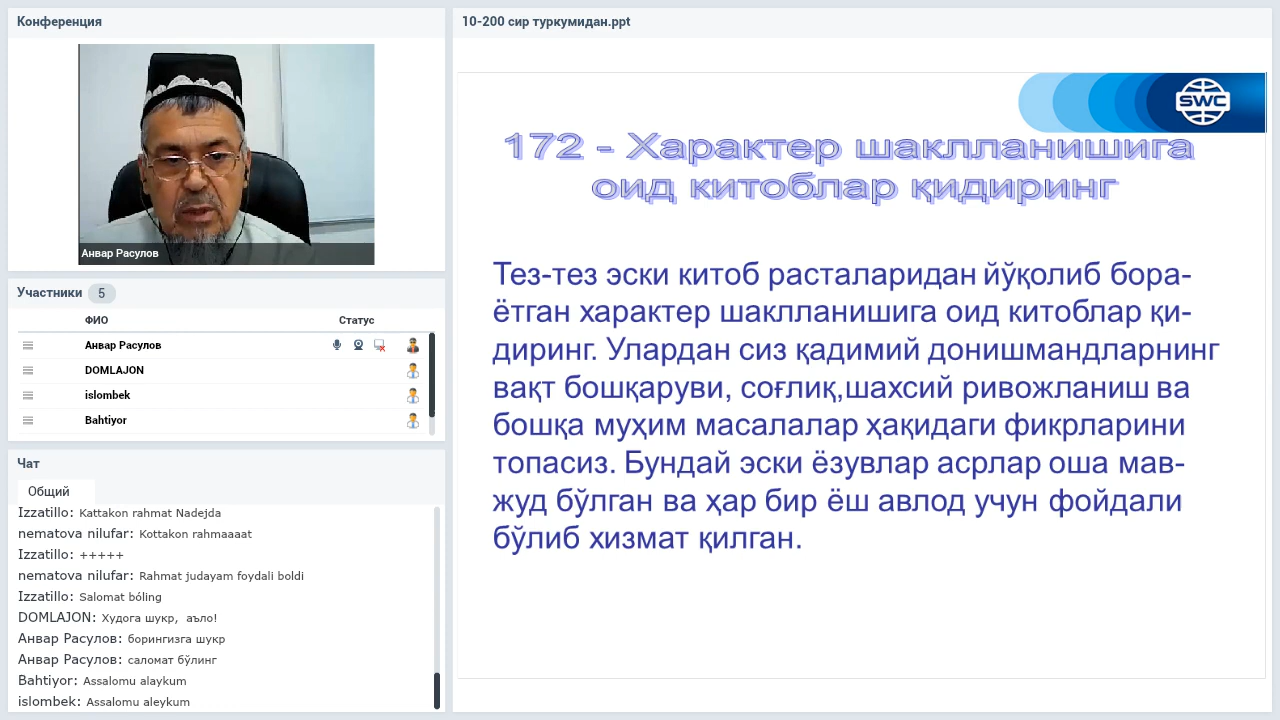 Конференция
Анвар Расулов
Участники 5
ФИО Статус
Анвар Расулов
DOMLAJON
islombek
Bahtiyor
Чат
Общий
Izzatillo: Kattakon rahmat Nadejda
nematova nilufar: Kottakon rahmaaaat
Izzatillo: +++++
nematova nilufar: Rahmat judayam foydali boldi
Izzatillo: Salomat bóling
DOMLAJON: Худога шукр, аъло!
Анвар Расулов: борингизга шукр
Анвар Расулов: саломат бўлинг
Bahtiyor: Assalomu alaykum
islombek: Assalomu aleykum
10-200 сир туркумидан.ppt
SWC
172 - Характер шаклланишига
оид китоблар қидиринг
Тез-тез эски китоб расталаридан йўқолиб бора-
ётган характер шаклланишига оид китоблар қи-
диринг. Улардан сиз қадимий донишмандларнинг
вақт бошқаруви, соғлиқ,шахсий ривожланиш ва
бошқа муҳим масалалар ҳақидаги фикрларини
топасиз. Бундай эски ёзувлар асрлар оша мав-
жуд бўлган ва ҳар бир ёш авлод учун фойдали
бўлиб хизмат қилган.